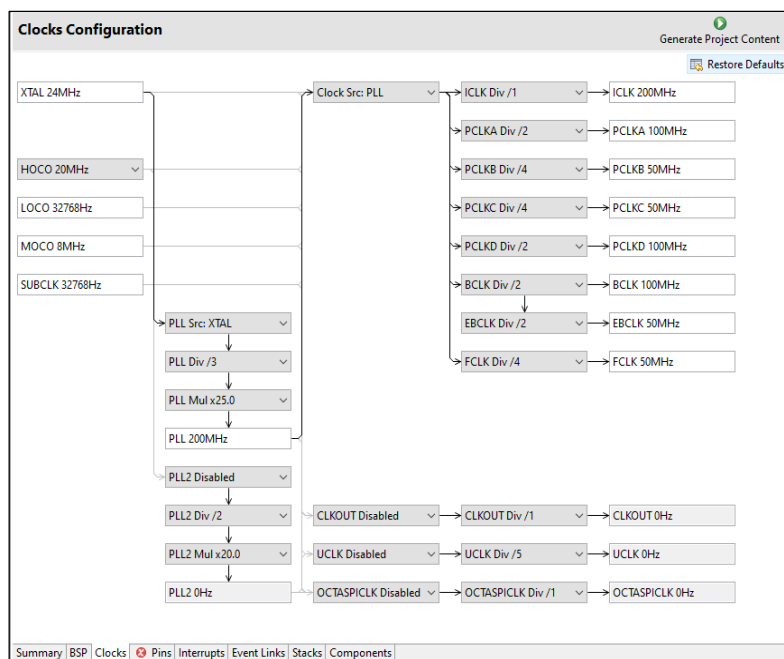 Clocks Configuration
Generate Project Content
Restore Defaults
XTAL 24MHz
Clock Src: PLL
ICLK Div /1
ICLK 200MHz
PCLKA Div /2
PCLKA 100MHz
HOCO 20MHz
PCLKB Div /4
PCLKB 50MHz
LOCO 32768Hz
PCLKC Div /4
PCLKC 50MHz
MOCO 8MHz
PCLKD Div /2
PCLKD 100MHz
SUBCLK 32768Hz
BCLK Div /2
BCLK 100MHz
PLL Src: XTAL
EBCLK Div /2
EBCLK 50MHz
PLL Div /3
FCLK Div /4
FCLK 50MHz
PLL Mul x25.0
PLL 200MHz
PLL2 Disabled
PLL2 Div /2
CLKOUT Disabled
CLKOUT Div /1
CLKOUT 0Hz
PLL2 Mul x20.0
UCLK Disabled
UCLK Div /5
UCLK 0Hz
PLL2 0Hz
OCTASPICLK Disabled
OCTASPICLK Div /1
OCTASPICLK 0Hz
Summary BSP Clocks Pins Interrupts Event Links Stacks Components